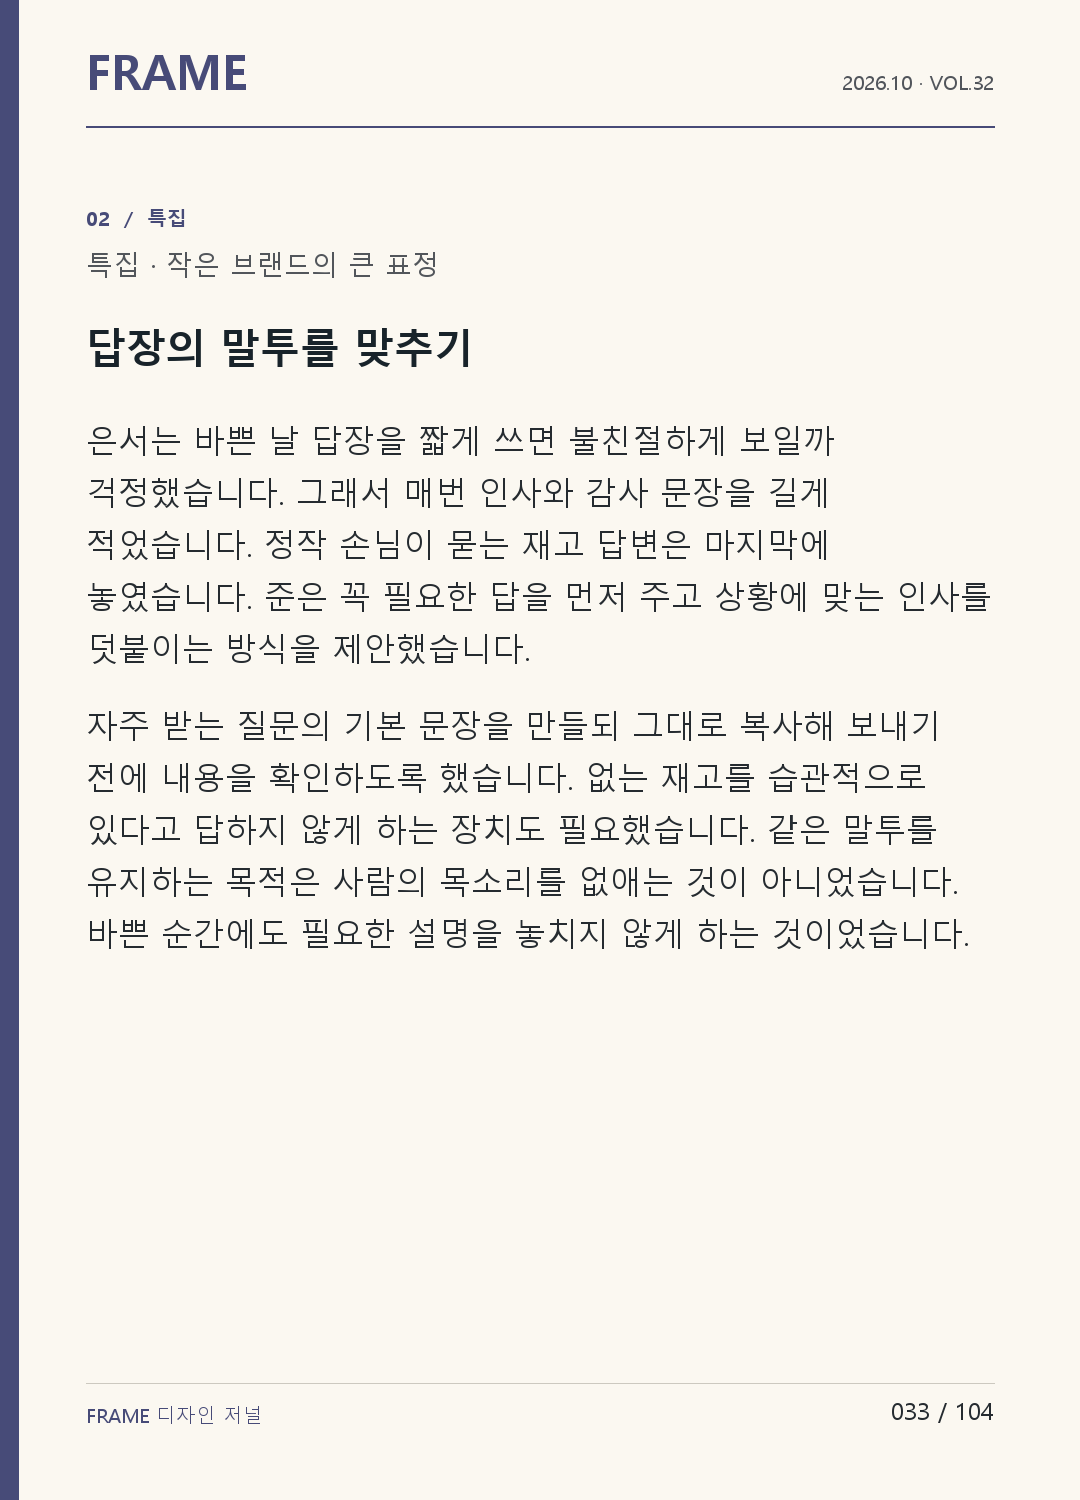 FRAME
2026.10 · VOL.32
02 / 특집
특집 · 작은 브랜드의 큰 표정
답장의 말투를 맞추기
은서는 바쁜 날 답장을 짧게 쓰면 불친절하게 보일까
걱정했습니다. 그래서 매번 인사와 감사 문장을 길게
적었습니다. 정작 손님이 묻는 재고 답변은 마지막에
놓였습니다. 준은 꼭 필요한 답을 먼저 주고 상황에 맞는 인사를
덧붙이는 방식을 제안했습니다.
자주 받는 질문의 기본 문장을 만들되 그대로 복사해 보내기
전에 내용을 확인하도록 했습니다. 없는 재고를 습관적으로
있다고 답하지 않게 하는 장치도 필요했습니다. 같은 말투를
유지하는 목적은 사람의 목소리를 없애는 것이 아니었습니다.
바쁜 순간에도 필요한 설명을 놓치지 않게 하는 것이었습니다.
FRAME 디자인 저널
033 / 104